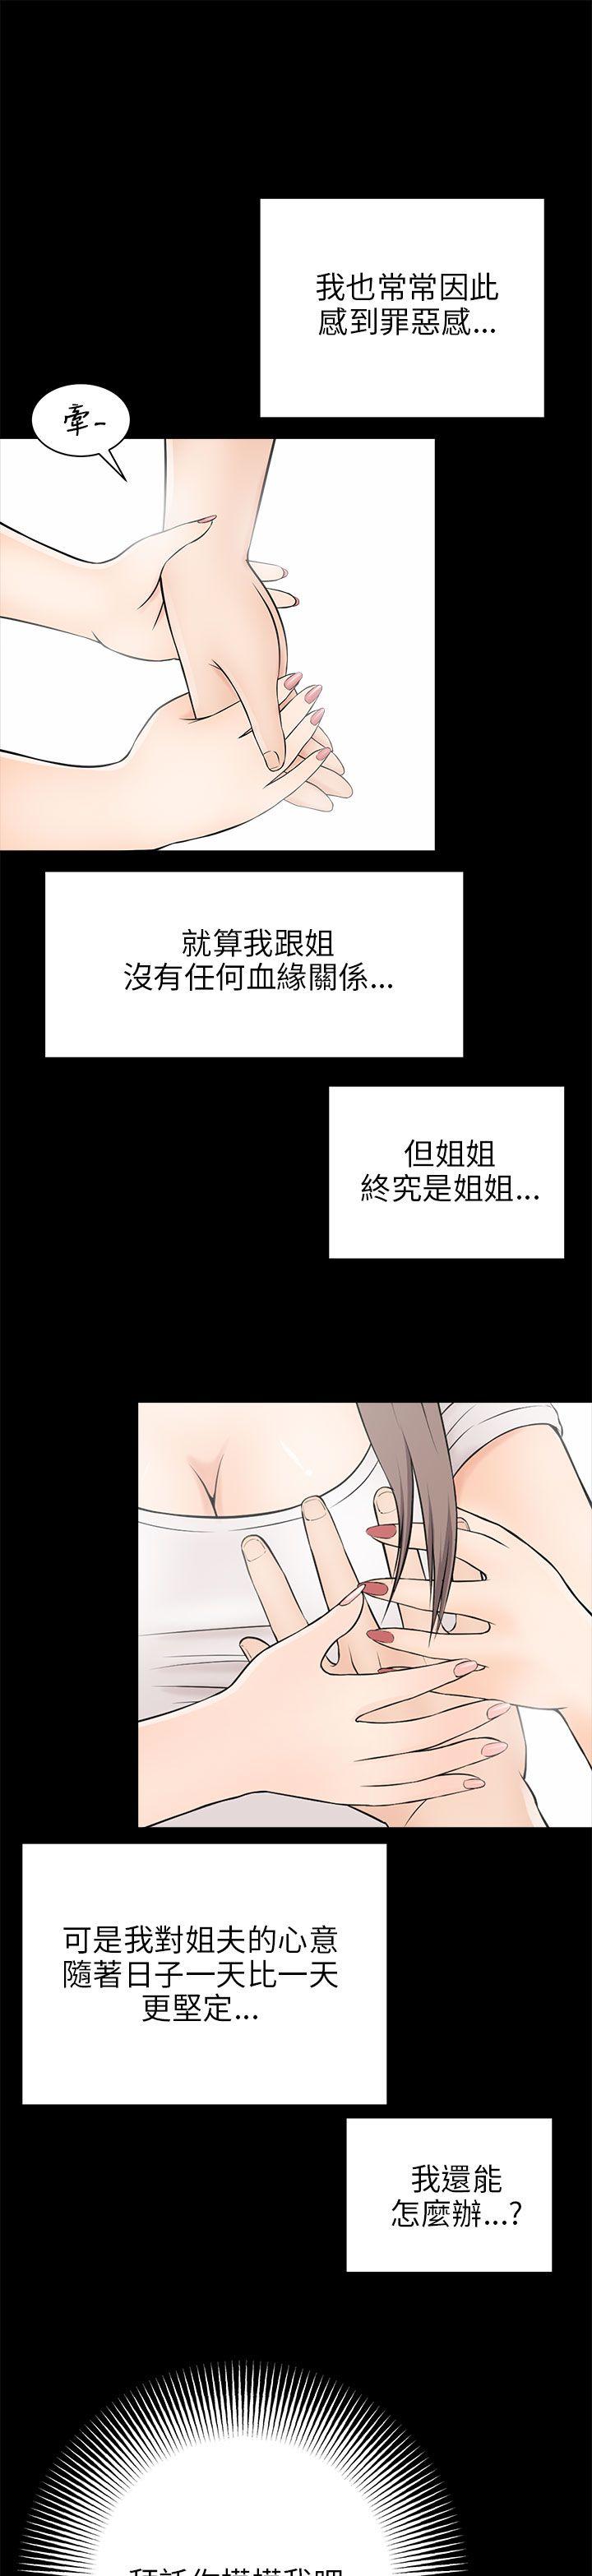 我也常常因此
感到罪惡感...
牽-
就算我跟姐
沒有任何血緣關係...
但姐姐
終究是姐姐...
可是我對姐夫的心意
隨著日子一天比一天
更堅定...
我還能
怎麼辦...?